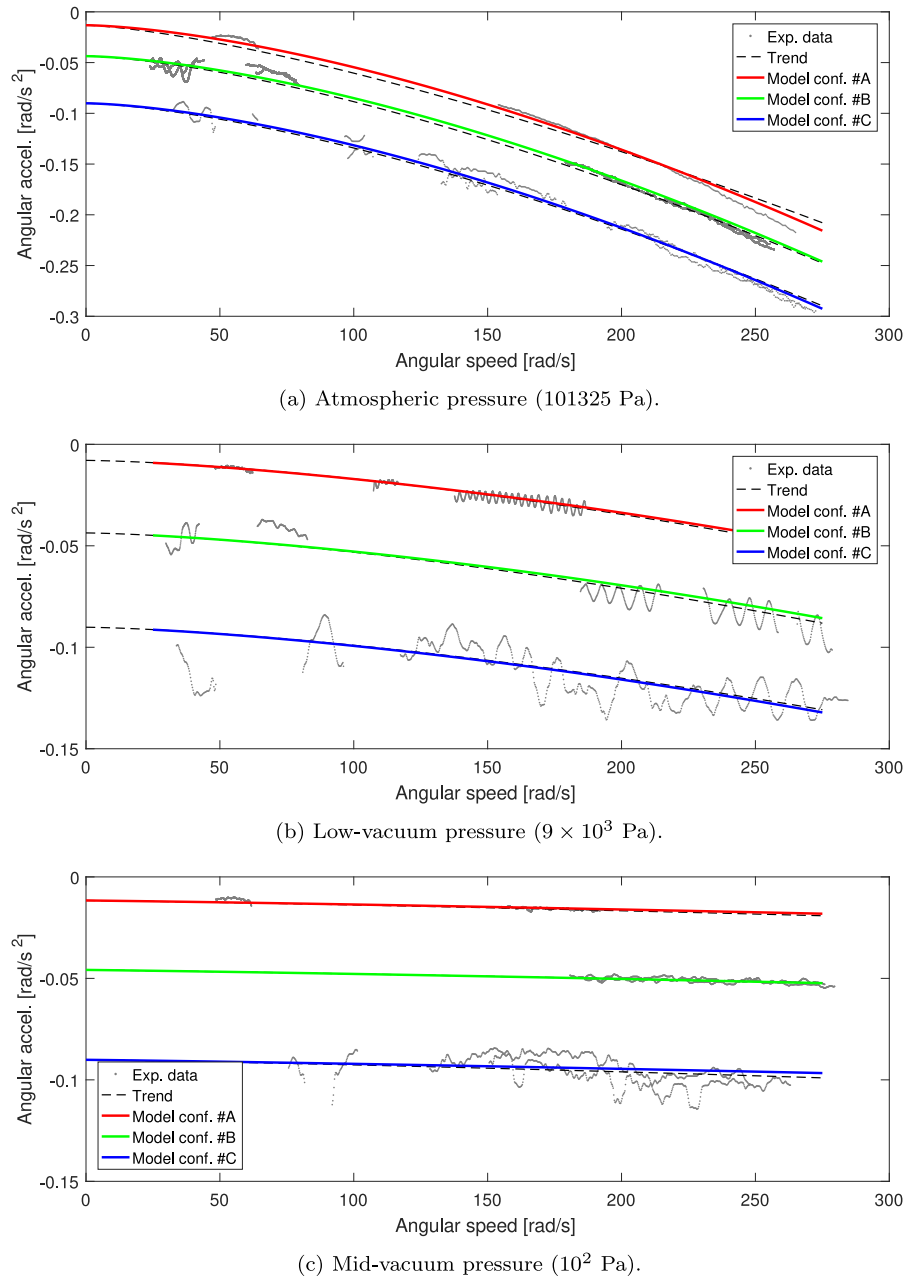 0
-0.05
-0.1
-0.15
-0.2
-0.25
-0.3
Angular accel. [rad/s²]
Exp. data
Trend
Model conf. #A
Model conf. #B
Model conf. #C
0 50 100 150 200 250 300
Angular speed [rad/s]
(a) Atmospheric pressure (101325 Pa).
0
-0.05
-0.1
-0.15
Angular accel. [rad/s²]
Exp. data
Trend
Model conf. #A
Model conf. #B
Model conf. #C
0 50 100 150 200 250 300
Angular speed [rad/s]
(b) Low-vacuum pressure (9 × 10³ Pa).
0
-0.05
-0.1
-0.15
Angular accel. [rad/s²]
Exp. data
Trend
Model conf. #A
Model conf. #B
Model conf. #C
0 50 100 150 200 250 300
Angular speed [rad/s]
(c) Mid-vacuum pressure (10² Pa).